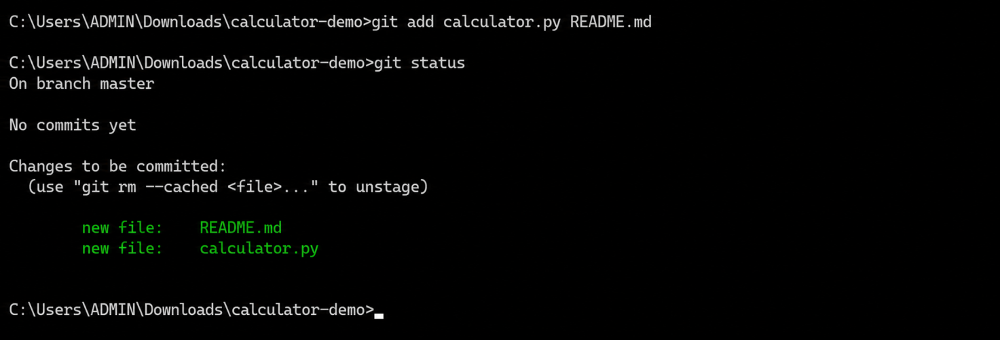 C:\Users\ADMIN\Downloads\calculator-demo>git add calculator.py README.md
C:\Users\ADMIN\Downloads\calculator-demo>git status
On branch master
No commits yet
Changes to be committed:
  (use "git rm --cached <file>..." to unstage)
        new file:    README.md
        new file:    calculator.py
C:\Users\ADMIN\Downloads\calculator-demo>